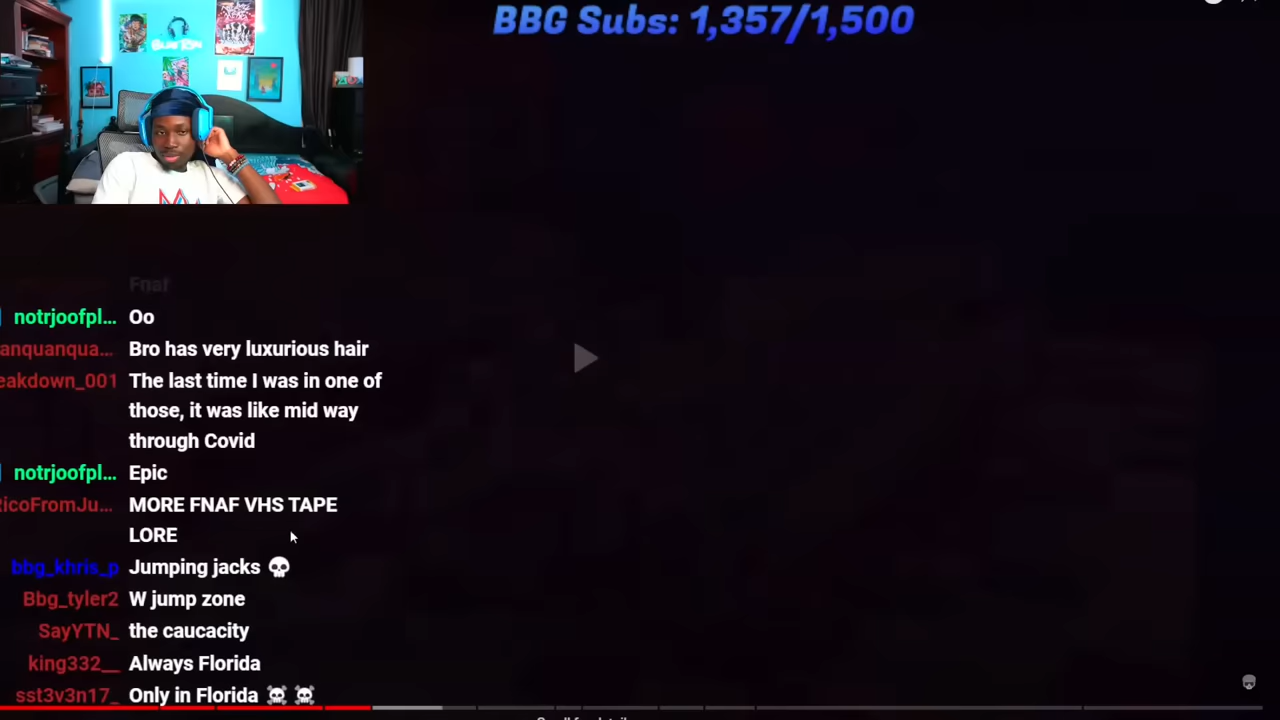 BBG Subs: 1,357/1,500
Fnaf
notrjoofpl... Oo
anquanqua... Bro has very luxurious hair
eakdown_001 The last time I was in one of
those, it was like mid way
through Covid
notrjoofpl... Epic
RicoFromJu... MORE FNAF VHS TAPE
LORE
bbg_khris_p Jumping jacks 💀
Bbg_tyler2 W jump zone
SayYTN_ the caucacity
king332__ Always Florida
sst3v3n17_ Only in Florida ☠️ ☠️